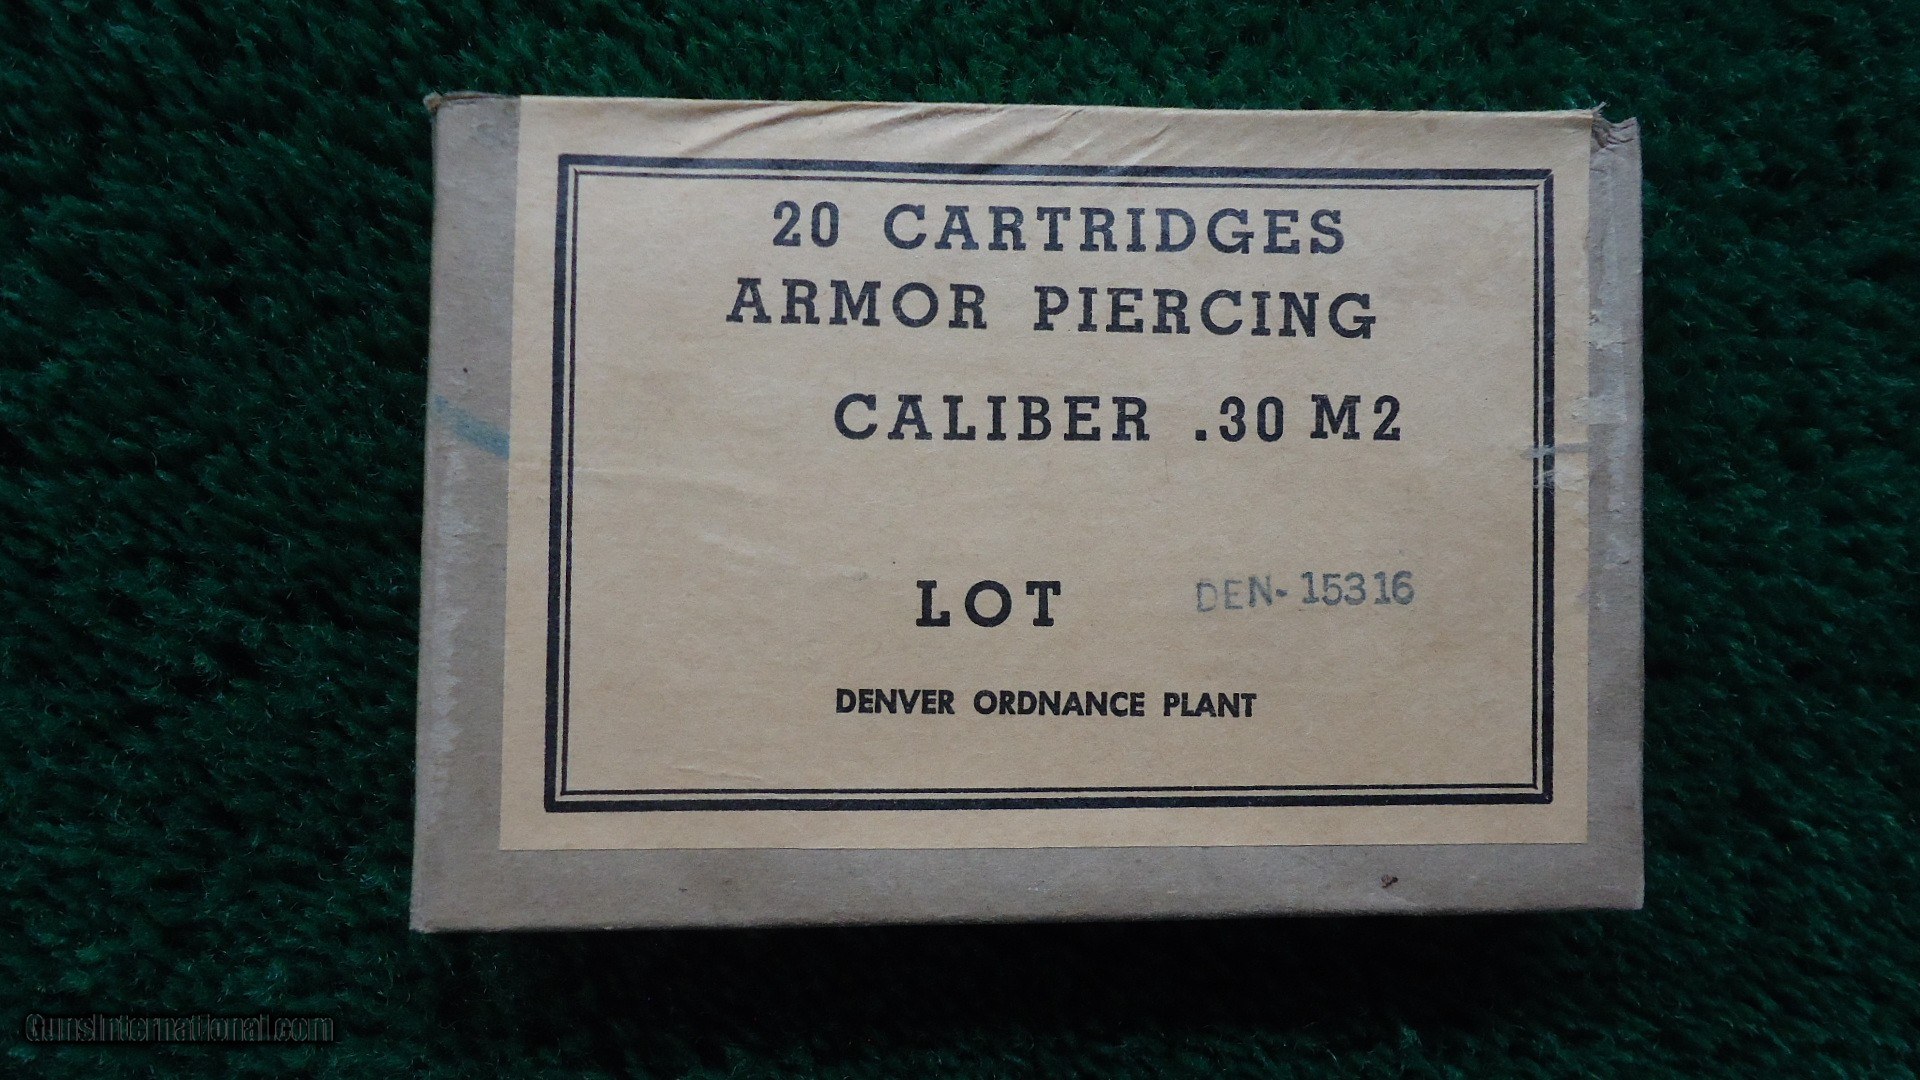 20 CARTRIDGES
ARMOR PIERCING
CALIBER .30 M2
LOT DEN-15316
DENVER ORDNANCE PLANT
GunsInternational.com